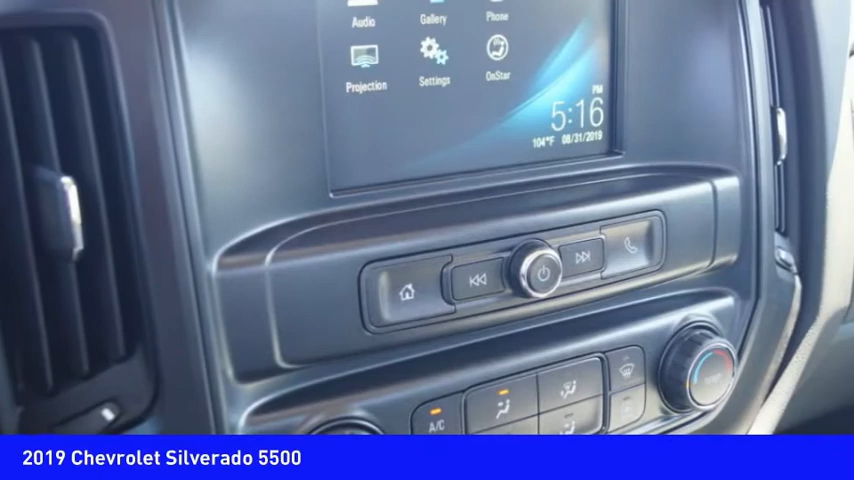 Audio Gallery Phone
Projection Settings OnStar
PM
5:16
104°F 08/31/2019
A/C
2019 Chevrolet Silverado 5500